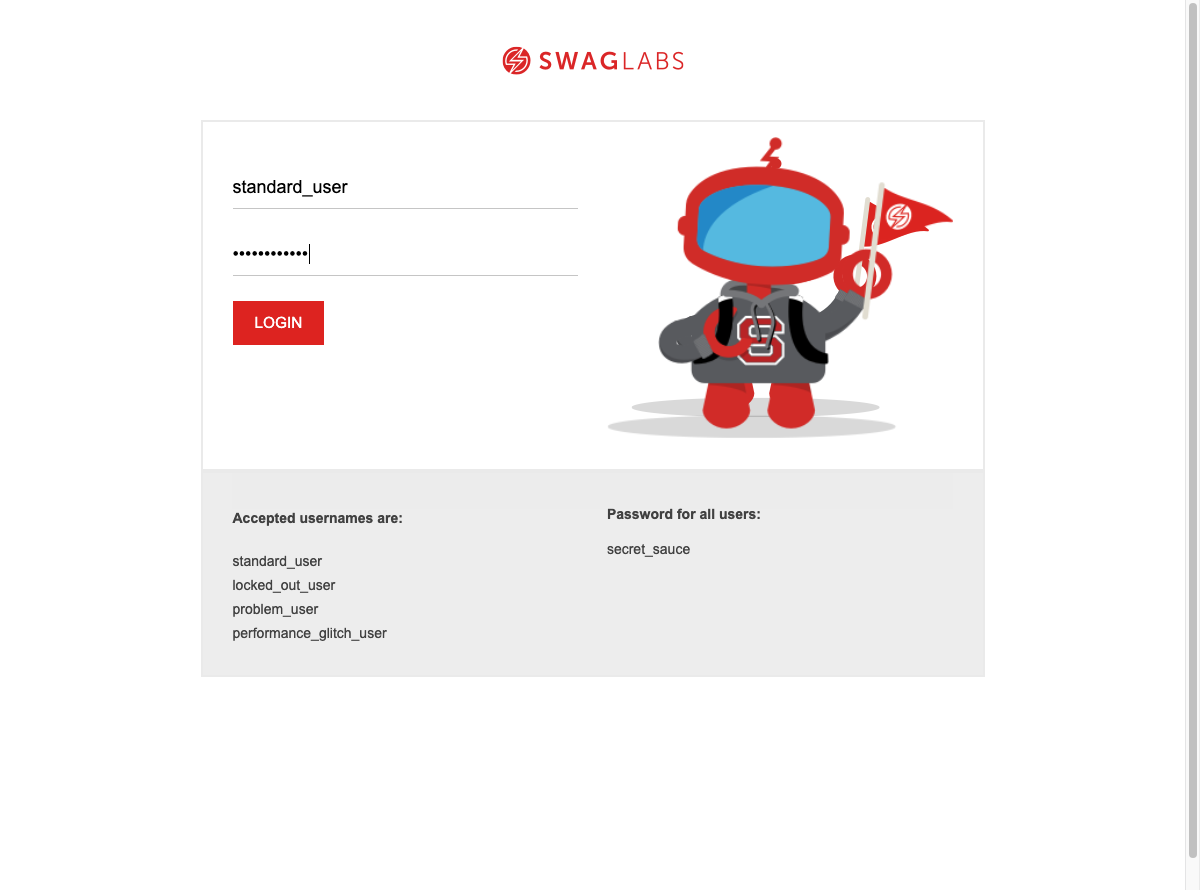 SWAGLABS
standard_user
••••••••••••
LOGIN
S
Accepted usernames are:
standard_user
locked_out_user
problem_user
performance_glitch_user
Password for all users:
secret_sauce